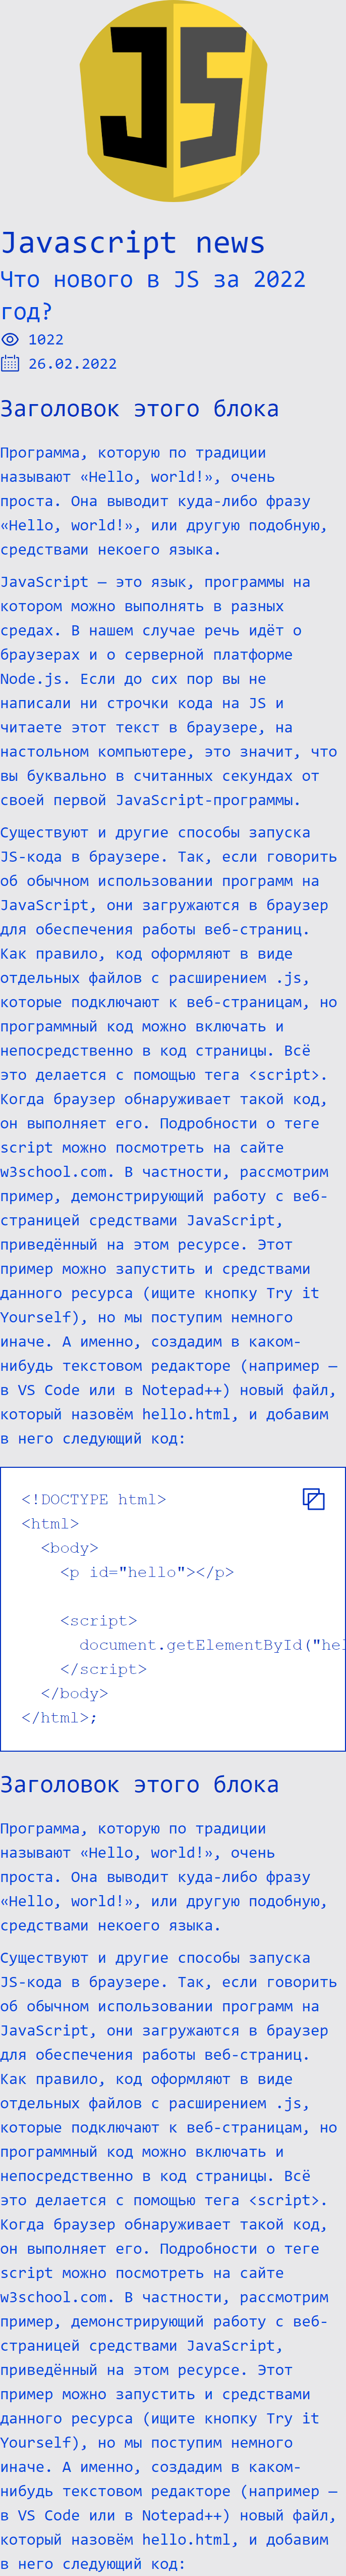 JS
Javascript news
Что нового в JS за 2022
год?
1022
26.02.2022
Заголовок этого блока
Программа, которую по традиции
называют «Hello, world!», очень
проста. Она выводит куда-либо фразу
«Hello, world!», или другую подобную,
средствами некоего языка.
JavaScript — это язык, программы на
котором можно выполнять в разных
средах. В нашем случае речь идёт о
браузерах и о серверной платформе
Node.js. Если до сих пор вы не
написали ни строчки кода на JS и
читаете этот текст в браузере, на
настольном компьютере, это значит, что
вы буквально в считанных секундах от
своей первой JavaScript-программы.
Существуют и другие способы запуска
JS-кода в браузере. Так, если говорить
об обычном использовании программ на
JavaScript, они загружаются в браузер
для обеспечения работы веб-страниц.
Как правило, код оформляют в виде
отдельных файлов с расширением .js,
которые подключают к веб-страницам, но
программный код можно включать и
непосредственно в код страницы. Всё
это делается с помощью тега <script>.
Когда браузер обнаруживает такой код,
он выполняет его. Подробности о теге
script можно посмотреть на сайте
w3school.com. В частности, рассмотрим
пример, демонстрирующий работу с веб-
страницей средствами JavaScript,
приведённый на этом ресурсе. Этот
пример можно запустить и средствами
данного ресурса (ищите кнопку Try it
Yourself), но мы поступим немного
иначе. А именно, создадим в каком-
нибудь текстовом редакторе (например —
в VS Code или в Notepad++) новый файл,
который назовём hello.html, и добавим
в него следующий код:
<!DOCTYPE html>
<html>
<body>
<p id="hello"></p>
<script>
document.getElementById("hel
</script>
</body>
</html>;
Заголовок этого блока
Программа, которую по традиции
называют «Hello, world!», очень
проста. Она выводит куда-либо фразу
«Hello, world!», или другую подобную,
средствами некоего языка.
Существуют и другие способы запуска
JS-кода в браузере. Так, если говорить
об обычном использовании программ на
JavaScript, они загружаются в браузер
для обеспечения работы веб-страниц.
Как правило, код оформляют в виде
отдельных файлов с расширением .js,
которые подключают к веб-страницам, но
программный код можно включать и
непосредственно в код страницы. Всё
это делается с помощью тега <script>.
Когда браузер обнаруживает такой код,
он выполняет его. Подробности о теге
script можно посмотреть на сайте
w3school.com. В частности, рассмотрим
пример, демонстрирующий работу с веб-
страницей средствами JavaScript,
приведённый на этом ресурсе. Этот
пример можно запустить и средствами
данного ресурса (ищите кнопку Try it
Yourself), но мы поступим немного
иначе. А именно, создадим в каком-
нибудь текстовом редакторе (например —
в VS Code или в Notepad++) новый файл,
который назовём hello.html, и добавим
в него следующий код: